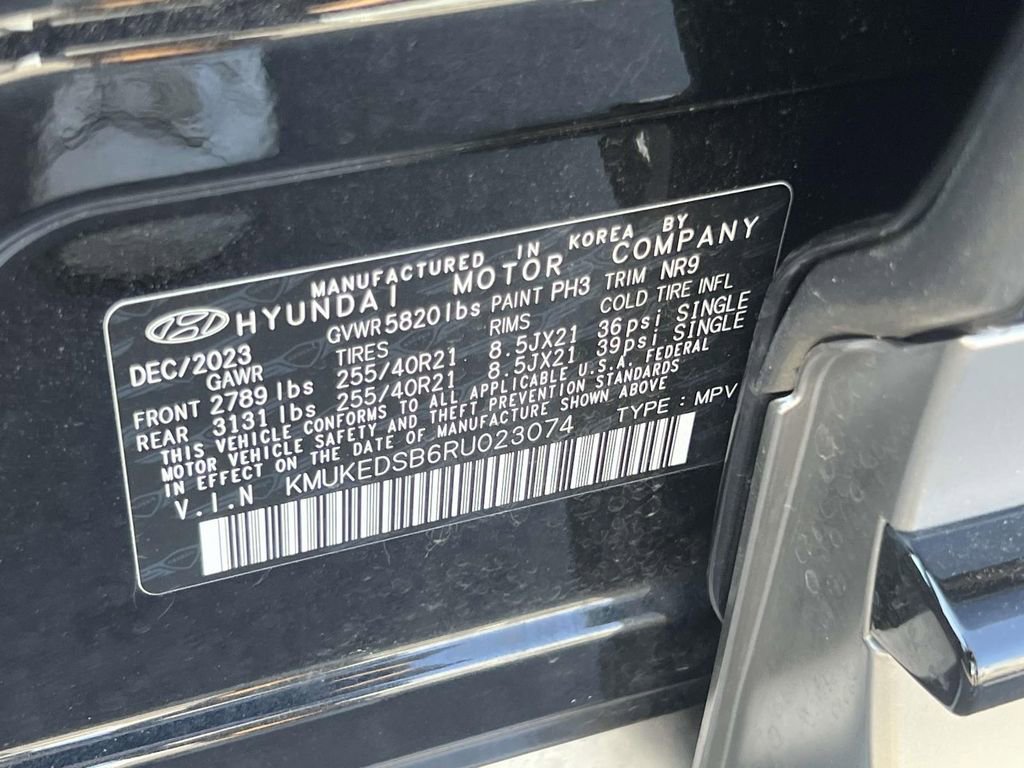 MANUFACTURED IN KOREA BY
HYUNDAI MOTOR COMPANY
DEC/2023 GVWR 5820 lbs PAINT PH3 TRIM NR9
GAWR TIRES RIMS COLD TIRE INFL
FRONT 2789 lbs 255/40R21 8.5JX21 36psi SINGLE
REAR 3131 lbs 255/40R21 8.5JX21 39psi SINGLE
THIS VEHICLE CONFORMS TO ALL APPLICABLE U.S.A. FEDERAL
MOTOR VEHICLE SAFETY AND THEFT PREVENTION STANDARDS
IN EFFECT ON THE DATE OF MANUFACTURE SHOWN ABOVE
V.I.N KMUKEDSB6RU023074 TYPE : MPV